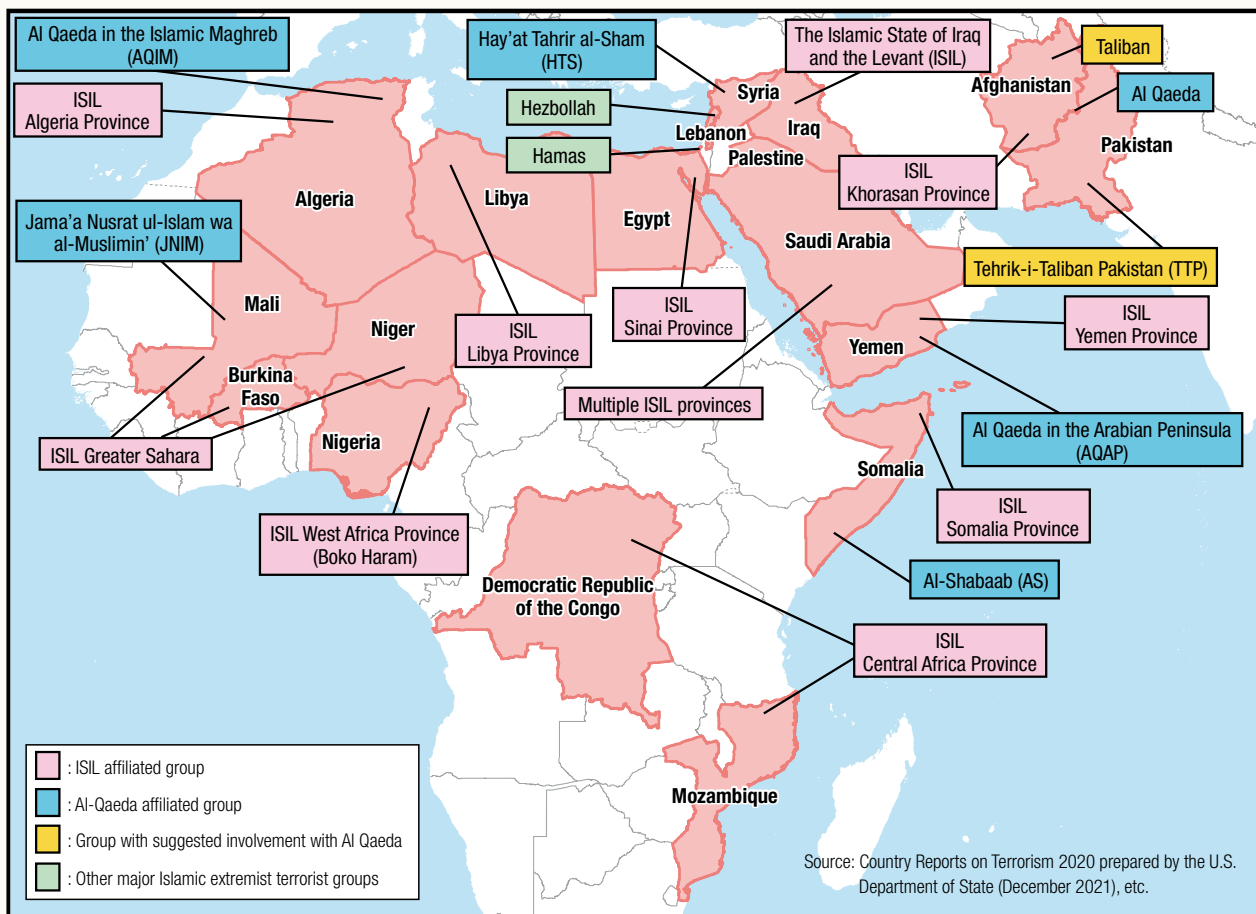 Al Qaeda in the Islamic Maghreb
(AQIM)
ISIL
Algeria Province
Jama’a Nusrat ul-Islam wa
al-Muslimin’ (JNIM)
Hay’at Tahrir al-Sham
(HTS)
Hezbollah
Hamas
The Islamic State of Iraq
and the Levant (ISIL)
Taliban
Al Qaeda
ISIL
Khorasan Province
Tehrik-i-Taliban Pakistan (TTP)
Syria
Lebanon
Iraq
Palestine
Afghanistan
Pakistan
Algeria
Libya
Egypt
Saudi Arabia
Mali
Niger
Burkina
Faso
Nigeria
Yemen
Somalia
ISIL
Libya Province
ISIL
Sinai Province
ISIL
Yemen Province
Multiple ISIL provinces
Al Qaeda in the Arabian Peninsula
(AQAP)
ISIL Greater Sahara
ISIL West Africa Province
(Boko Haram)
ISIL
Somalia Province
Al-Shabaab (AS)
Democratic Republic
of the Congo
ISIL
Central Africa Province
Mozambique
: ISIL affiliated group
: Al-Qaeda affiliated group
: Group with suggested involvement with Al Qaeda
: Other major Islamic extremist terrorist groups
Source: Country Reports on Terrorism 2020 prepared by the U.S.
Department of State (December 2021), etc.